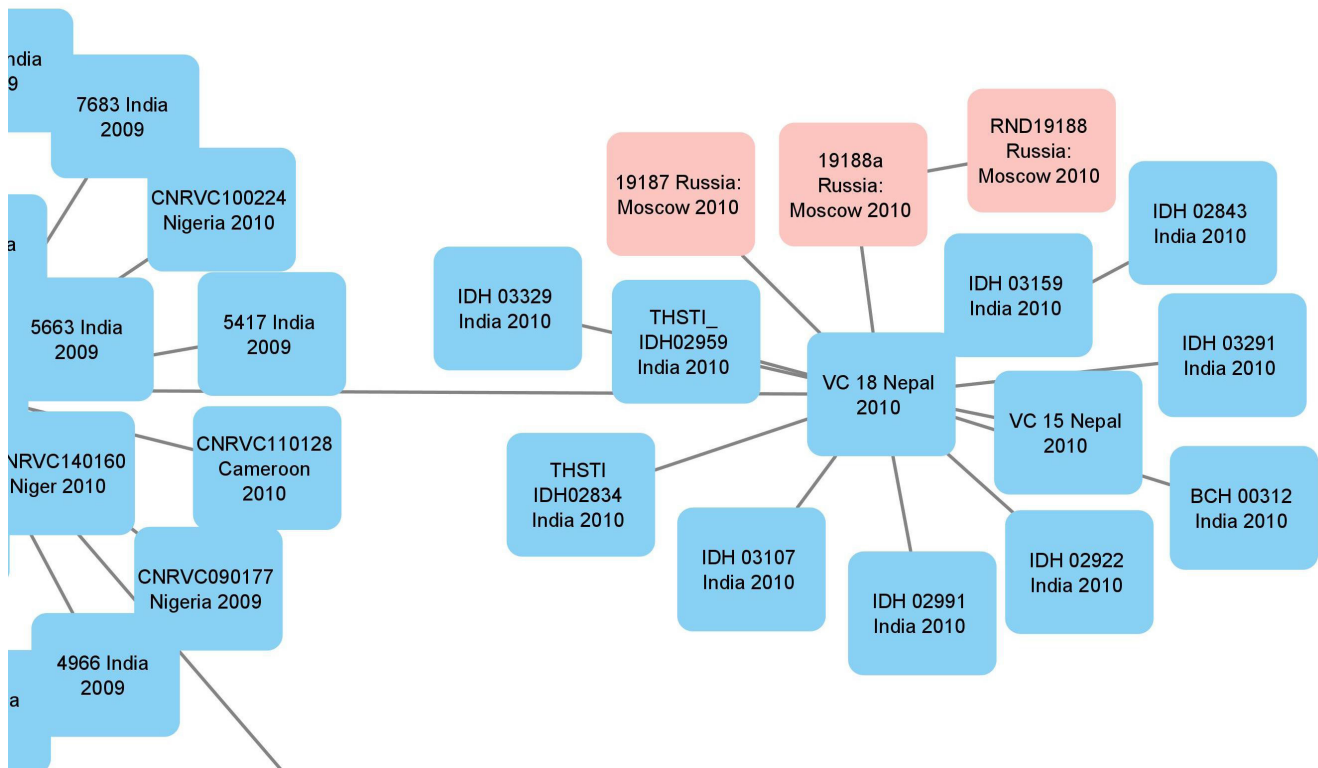 7683 India
2009
CNRVC100224
Nigeria 2010
5663 India
2009
5417 India
2009
CNRVC110128
Cameroon
2010
NRVC140160
Niger 2010
CNRVC090177
Nigeria 2009
4966 India
2009
19187 Russia:
Moscow 2010
19188a
Russia:
Moscow 2010
RND19188
Russia:
Moscow 2010
IDH 02843
India 2010
IDH 03159
India 2010
IDH 03329
India 2010
THSTI_
IDH02959
India 2010
VC 18 Nepal
2010
IDH 03291
India 2010
VC 15 Nepal
2010
THSTI
IDH02834
India 2010
BCH 00312
India 2010
IDH 03107
India 2010
IDH 02991
India 2010
IDH 02922
India 2010